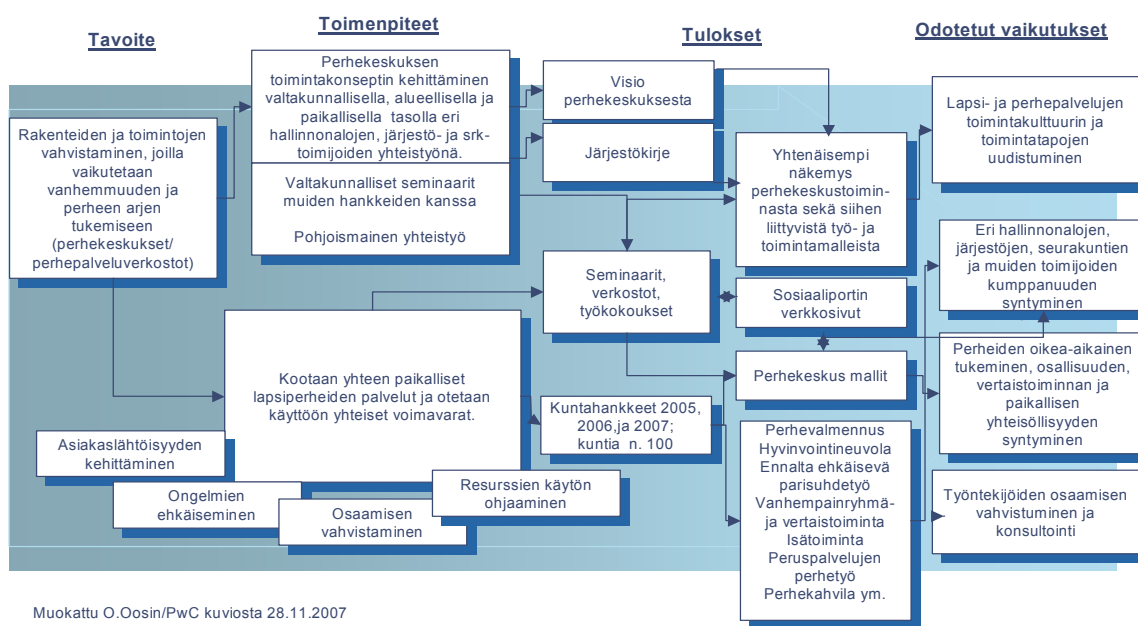 Tavoite
Toimenpiteet
Tulokset
Odotetut vaikutukset
Rakenteiden ja toimintojen
vahvistaminen, joilla
vaikutetaan
vanhemmuuden ja
perheen arjen
tukemiseen
(perhekeskukset/
perhepalveluverkostot)
Perhekeskuksen
toimintakonseptin kehittäminen
valtakunnallisella, alueellisella ja
paikallisella tasolla eri
hallinnonalojen, järjestö- ja srk-
toimijoiden yhteistyönä.
Valtakunnalliset seminaarit
muiden hankkeiden kanssa
Pohjoismainen yhteistyö
Kootaan yhteen paikalliset
lapsiperheiden palvelut ja otetaan
käyttöön yhteiset voimavarat.
Asiakaslähtöisyyden
kehittäminen
Ongelmien
ehkäiseminen
Osaamisen
vahvistaminen
Resurssien käytön
ohjaaminen
Visio
perhekeskuksesta
Järjestökirje
Seminaarit,
verkostot,
työkokoukset
Kuntahankkeet 2005,
2006,ja 2007;
kuntia n. 100
Yhtenäisempi
näkemys
perhekeskustoimin-
nasta sekä siihen
liittyvistä työ- ja
toimintamalleista
Sosiaaliportin
verkkosivut
Perhekeskus mallit
Perhevalmennus
Hyvinvointineuvola
Ennalta ehkäisevä
parisuhdetyö
Vanhempainryhmä-
ja vertaistoiminta
Isätoiminta
Peruspalvelujen
perhetyö
Perhekahvila ym.
Lapsi- ja perhepalvelujen
toimintakulttuurin ja
toimintatapojen
uudistuminen
Eri hallinnonalojen,
järjestöjen, seurakuntien
ja muiden toimijoiden
kumppanuuden
syntyminen
Perheiden oikea-aikainen
tukeminen, osallisuuden,
vertaistoiminnan ja
paikallisen
yhteisöllisyyden
syntyminen
Työntekijöiden osaamisen
vahvistuminen ja
konsultointi
Muokattu O.Oosin/PwC kuviosta 28.11.2007